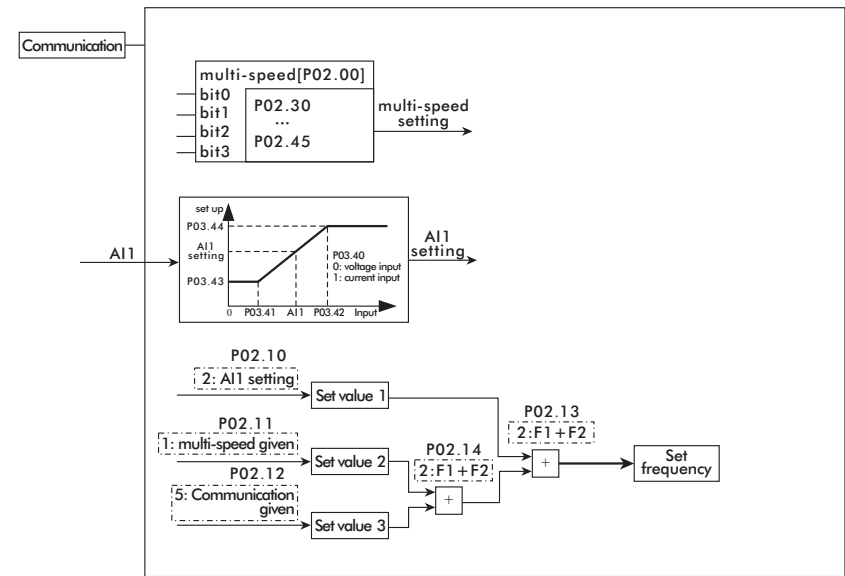 Communication
multi-speed[P02.00]
bit0
bit1
bit2
bit3
P02.30
...
P02.45
multi-speed
setting
AI1
set up
P03.44
AI1
setting
P03.43
P03.40
0: voltage input
1: current input
0 P03.41 AI1 P03.42 Input
AI1
setting
P02.10
2: AI1 setting
Set value 1
P02.11
1: multi-speed given
Set value 2
P02.12
5: Communication
given
Set value 3
P02.14
2:F1+F2
+
P02.13
2:F1+F2
+
Set
frequency